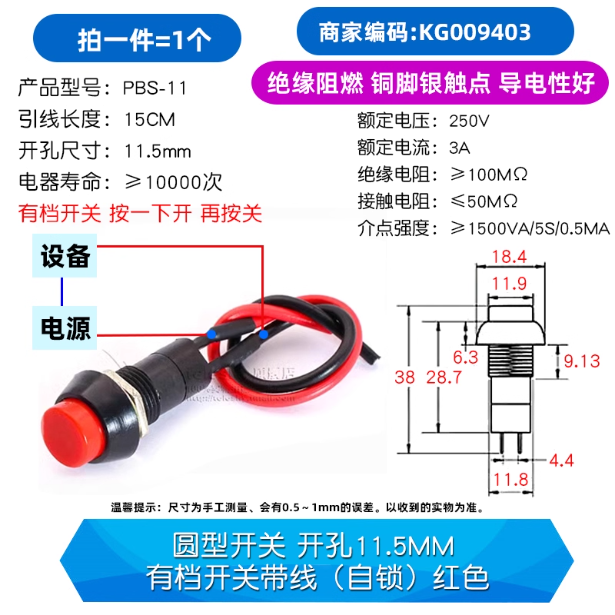 拍一件=1个
商家编码:KG009403
绝缘阻燃 铜脚银触点 导电性好
产品型号: PBS-11
引线长度: 15CM
开孔尺寸: 11.5mm
电器寿命: ≥10000次
有档开关 按一下开 再按关
额定电压: 250V
额定电流: 3A
绝缘电阻: ≥100MΩ
接触电阻: ≤50MΩ
介点强度: ≥1500VA/5S/0.5MA
设备
电源
18.4
11.9
6.3
9.13
38
28.7
4.4
11.8
温馨提示: 尺寸为手工测量、会有0.5~1mm的误差。以收到的实物为准。
圆型开关 开孔11.5MM
有档开关带线（自锁）红色